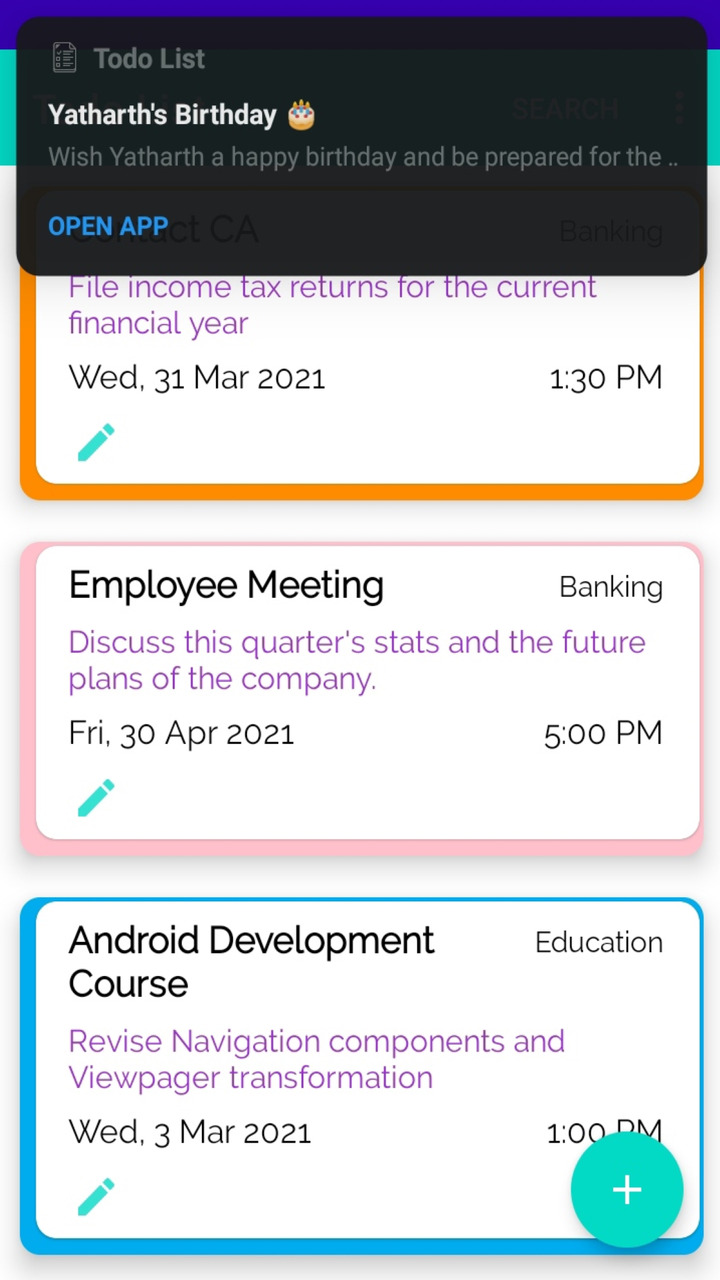 Todo List
Yatharth's Birthday 🎂
SEARCH
Wish Yatharth a happy birthday and be prepared for the ..
OPEN APP
Contact CA
Banking
File income tax returns for the current
financial year
Wed, 31 Mar 2021
1:30 PM
Employee Meeting
Banking
Discuss this quarter's stats and the future
plans of the company.
Fri, 30 Apr 2021
5:00 PM
Android Development
Course
Education
Revise Navigation components and
Viewpager transformation
Wed, 3 Mar 2021
1:00 PM
+